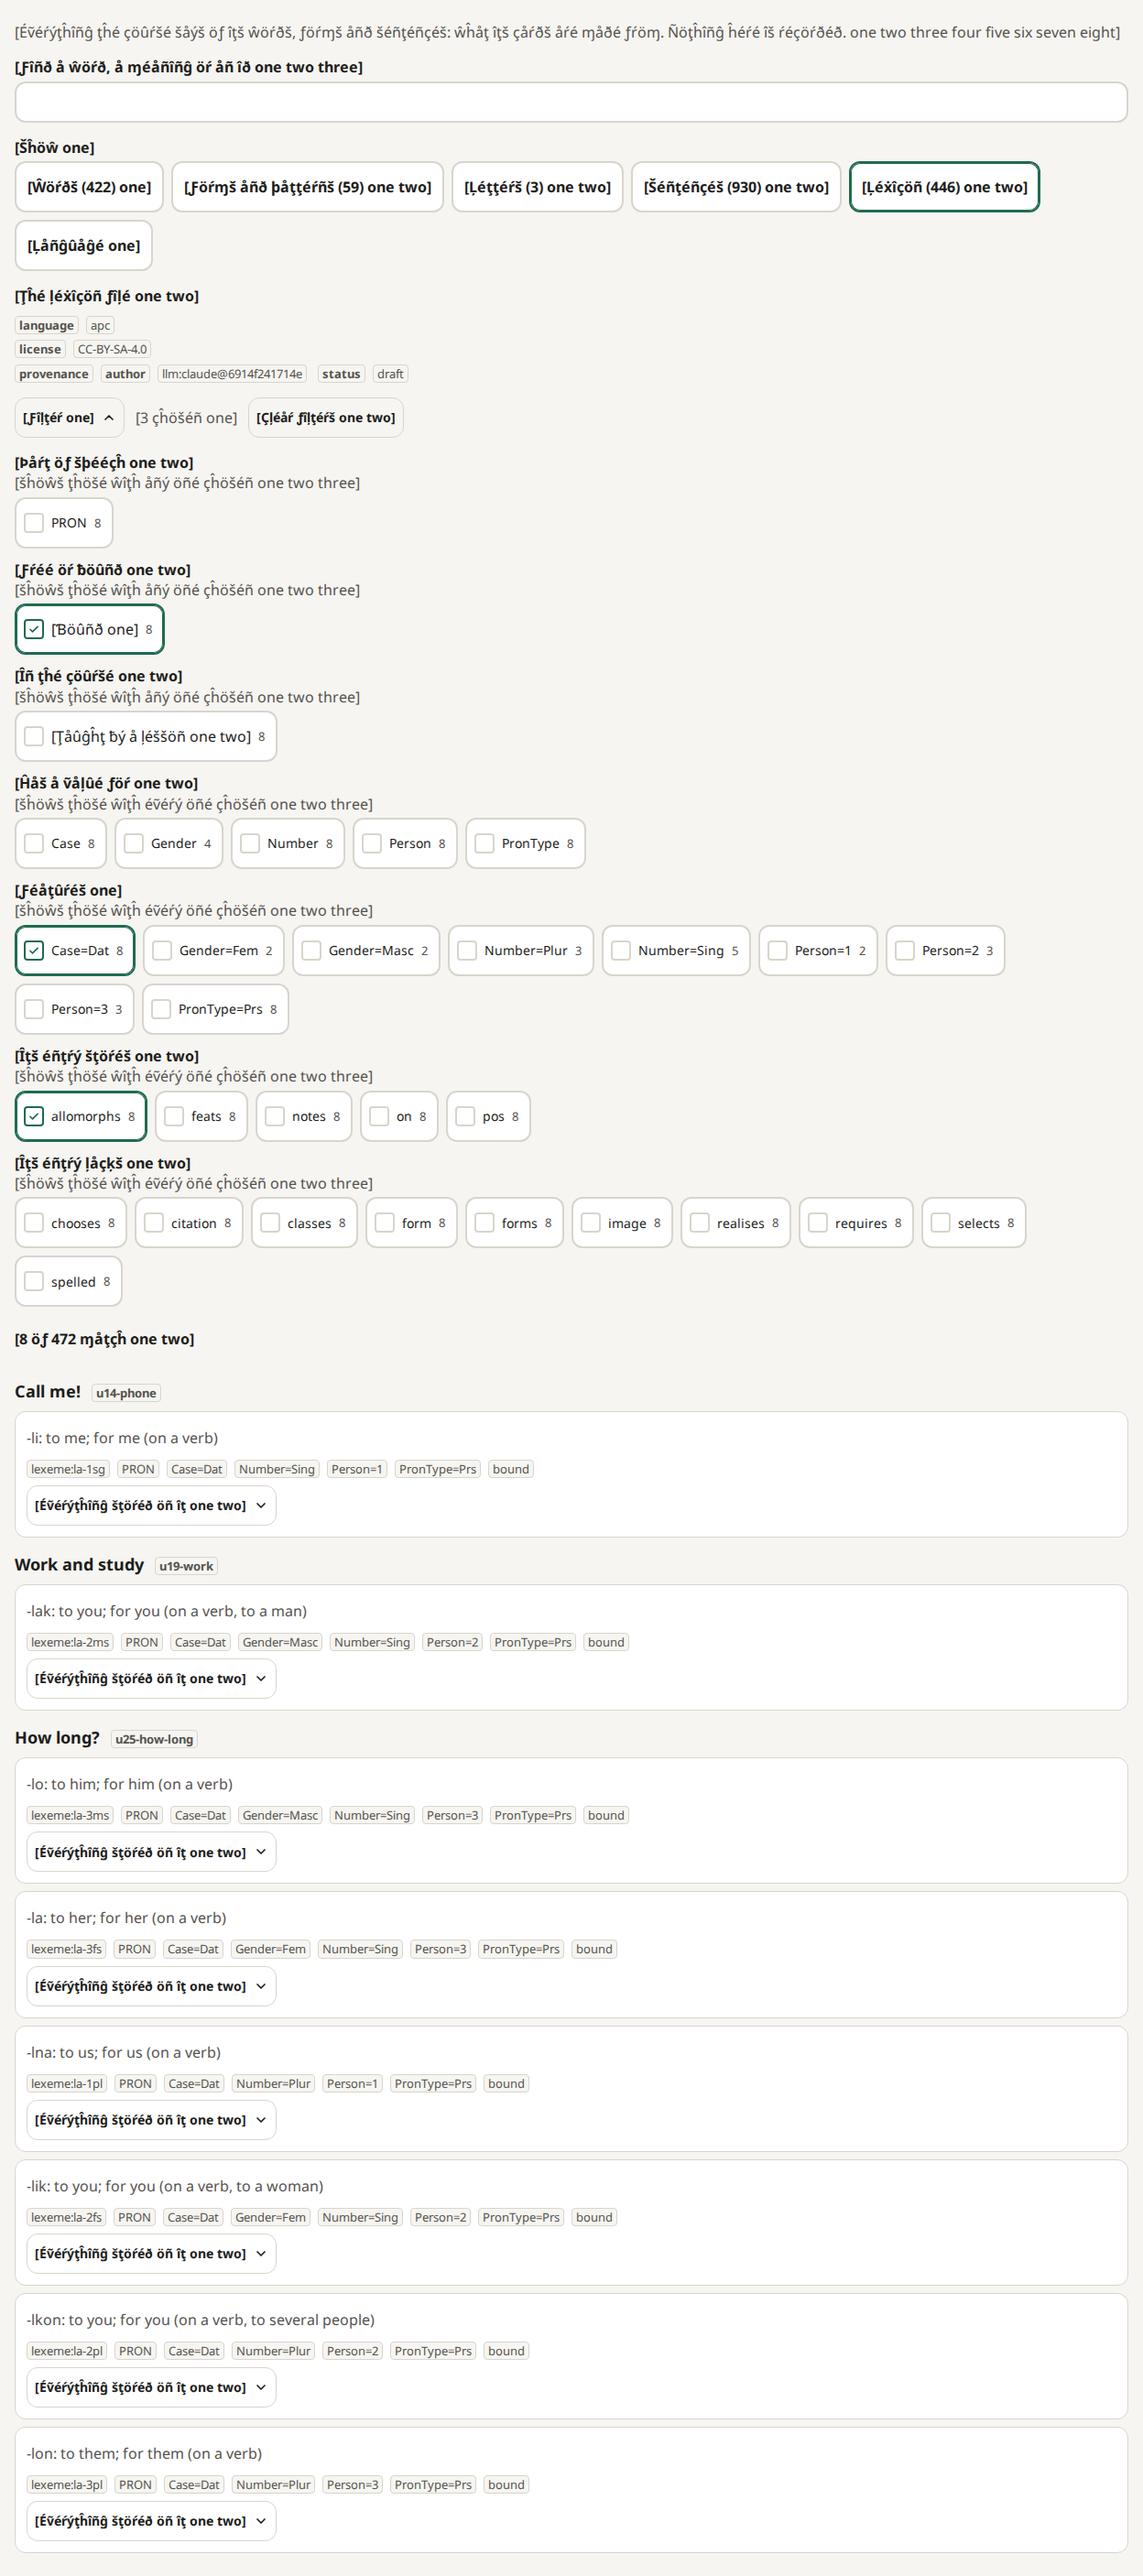 [Éṽéŕýţĥîñĝ ţĥé çöûŕšé šåýš öƒ îţš ŵöŕðš, ƒöŕɱš åñð šéñţéñçéš: ŵĥåţ îţš çåŕðš åŕé ɱåðé ƒŕöɱ. Ñöţĥîñĝ ĥéŕé îš ŕéçöŕðéð. one two three four five six seven eight]
[Ƒîñð å ŵöŕð, å ɱéåñîñĝ öŕ åñ îð one two three]
[Šĥöŵ one]
[Ŵöŕðš (422) one] [Ƒöŕɱš åñð þåţţéŕñš (59) one two] [Ļéţţéŕš (3) one two] [Šéñţéñçéš (930) one two] [Ļéẋîçöñ (446) one two]
[Ļåñĝûåĝé one]
[Ţĥé ļéẋîçöñ ƒîļé one two]
language apc
license CC-BY-SA-4.0
provenance author llm:claude@6914f241714e status draft
[Ƒîļţéŕ one] [3 çĥöšéñ one] [Çļéåŕ ƒîļţéŕš one two]
[Þåŕţ öƒ šþééçĥ one two]
[šĥöŵš ţĥöšé ŵîţĥ åñý öñé çĥöšéñ one two three]
PRON 8
[Ƒŕéé öŕ ƀöûñð one two]
[šĥöŵš ţĥöšé ŵîţĥ åñý öñé çĥöšéñ one two three]
[Ɓöûñð one] 8
[Îñ ţĥé çöûŕšé one two]
[šĥöŵš ţĥöšé ŵîţĥ åñý öñé çĥöšéñ one two three]
[Ţåûĝĥţ ƀý å ļéššöñ one two] 8
[Ĥåš å ṽåļûé ƒöŕ one two]
[šĥöŵš ţĥöšé ŵîţĥ éṽéŕý öñé çĥöšéñ one two three]
Case 8 Gender 4 Number 8 Person 8 PronType 8
[Ƒéåţûŕéš one]
[šĥöŵš ţĥöšé ŵîţĥ éṽéŕý öñé çĥöšéñ one two three]
Case=Dat 8 Gender=Fem 2 Gender=Masc 2 Number=Plur 3 Number=Sing 5 Person=1 2 Person=2 3
Person=3 3 PronType=Prs 8
[Îţš éñţŕý šţöŕéš one two]
[šĥöŵš ţĥöšé ŵîţĥ éṽéŕý öñé çĥöšéñ one two three]
allomorphs 8 feats 8 notes 8 on 8 pos 8
[Îţš éñţŕý ļåçķš one two]
[šĥöŵš ţĥöšé ŵîţĥ éṽéŕý öñé çĥöšéñ one two three]
chooses 8 citation 8 classes 8 form 8 forms 8 image 8 realises 8 requires 8 selects 8
spelled 8
[8 öƒ 472 ɱåţçĥ one two]
Call me! u14-phone
-li: to me; for me (on a verb)
lexeme:la-1sg PRON Case=Dat Number=Sing Person=1 PronType=Prs bound
[Éṽéŕýţĥîñĝ šţöŕéð öñ îţ one two]
Work and study u19-work
-lak: to you; for you (on a verb, to a man)
lexeme:la-2ms PRON Case=Dat Gender=Masc Number=Sing Person=2 PronType=Prs bound
[Éṽéŕýţĥîñĝ šţöŕéð öñ îţ one two]
How long? u25-how-long
-lo: to him; for him (on a verb)
lexeme:la-3ms PRON Case=Dat Gender=Masc Number=Sing Person=3 PronType=Prs bound
[Éṽéŕýţĥîñĝ šţöŕéð öñ îţ one two]
-la: to her; for her (on a verb)
lexeme:la-3fs PRON Case=Dat Gender=Fem Number=Sing Person=3 PronType=Prs bound
[Éṽéŕýţĥîñĝ šţöŕéð öñ îţ one two]
-lna: to us; for us (on a verb)
lexeme:la-1pl PRON Case=Dat Number=Plur Person=1 PronType=Prs bound
[Éṽéŕýţĥîñĝ šţöŕéð öñ îţ one two]
-lik: to you; for you (on a verb, to a woman)
lexeme:la-2fs PRON Case=Dat Gender=Fem Number=Sing Person=2 PronType=Prs bound
[Éṽéŕýţĥîñĝ šţöŕéð öñ îţ one two]
-lkon: to you; for you (on a verb, to several people)
lexeme:la-2pl PRON Case=Dat Number=Plur Person=2 PronType=Prs bound
[Éṽéŕýţĥîñĝ šţöŕéð öñ îţ one two]
-lon: to them; for them (on a verb)
lexeme:la-3pl PRON Case=Dat Number=Plur Person=3 PronType=Prs bound
[Éṽéŕýţĥîñĝ šţöŕéð öñ îţ one two]